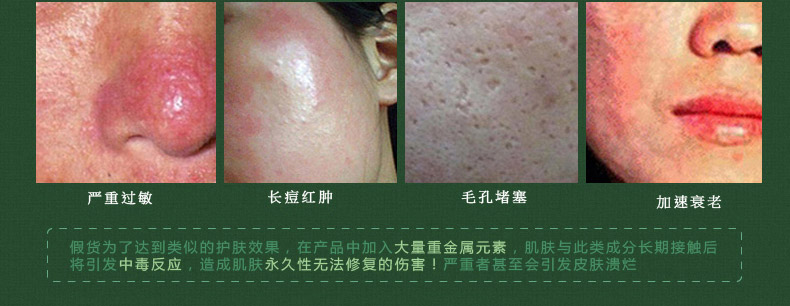 严重过敏 长痘红肿 毛孔堵塞 加速衰老
假货为了达到类似的护肤效果，在产品中加入大量重金属元素，肌肤与此类成分长期接触后
将引发中毒反应，造成肌肤永久性无法修复的伤害！严重者甚至会引发皮肤溃烂